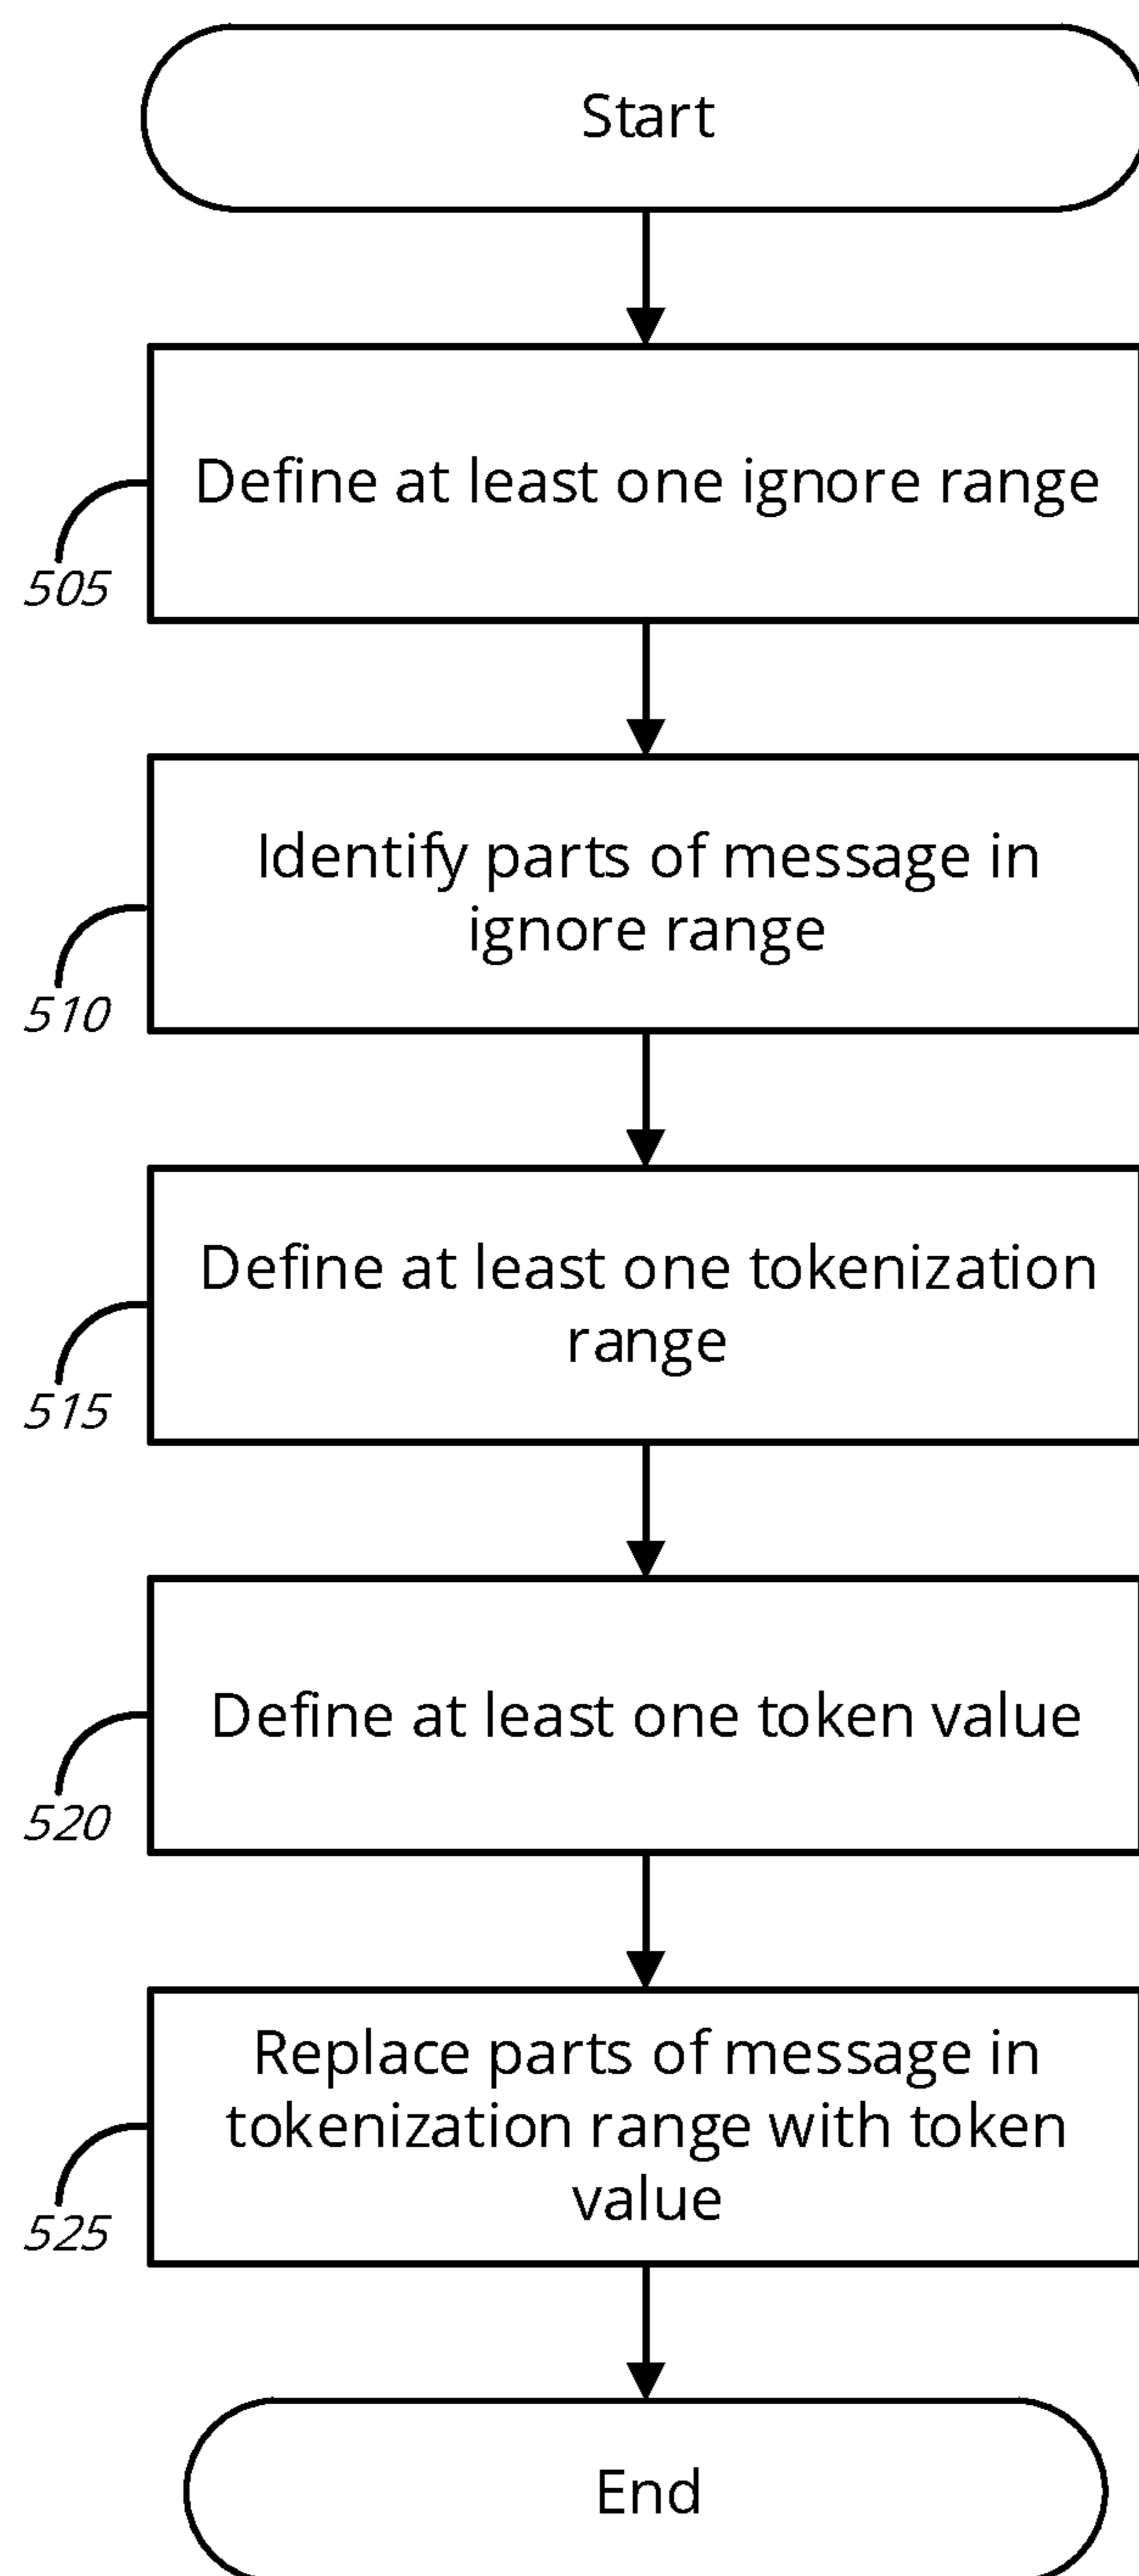 Start
Define at least one ignore range
505
Identify parts of message in
ignore range
510
Define at least one tokenization
range
515
Define at least one token value
520
Replace parts of message in
tokenization range with token
value
525
End